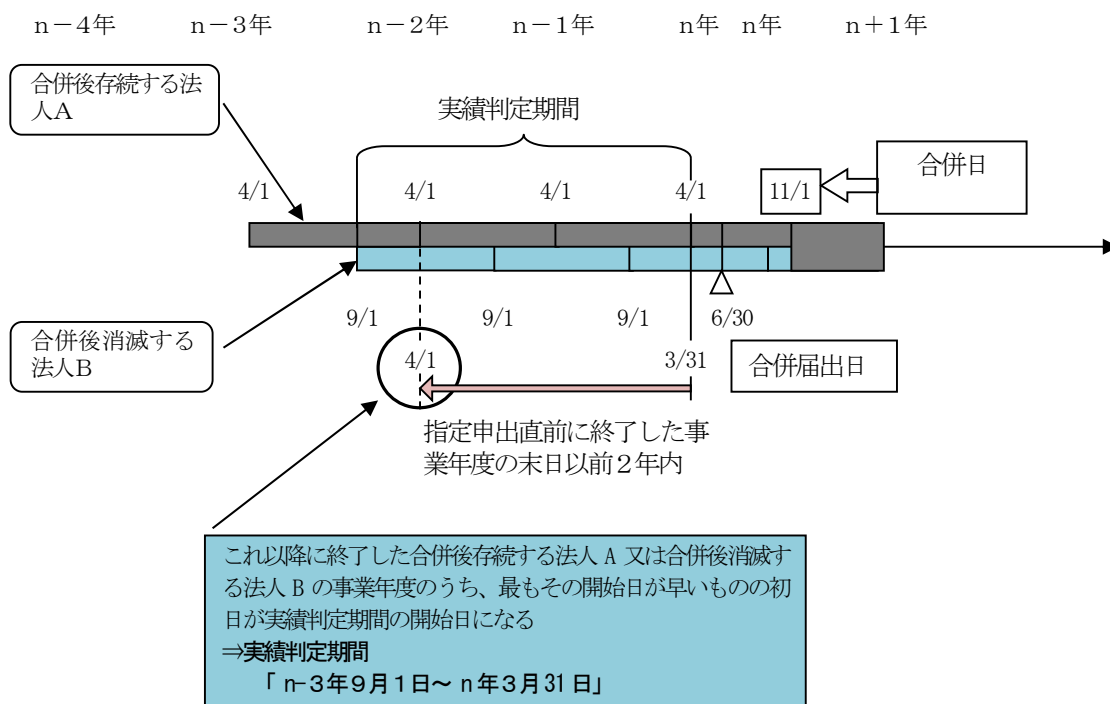 n－4年 n－3年 n－2年 n－1年 n年 n年 n＋1年
合併後存続する法
人A
実績判定期間
合併日
4/1 4/1 4/1 4/1 11/1
9/1 9/1 9/1 6/30
合併後消滅する
法人B
4/1 3/31 合併届出日
指定申出直前に終了した事
業年度の末日以前２年内
これ以降に終了した合併後存続する法人 A 又は合併後消滅す
る法人 B の事業年度のうち、最もその開始日が早いものの初
日が実績判定期間の開始日になる
⇒実績判定期間
「 n-３年９月１日～ n 年３月 31 日」